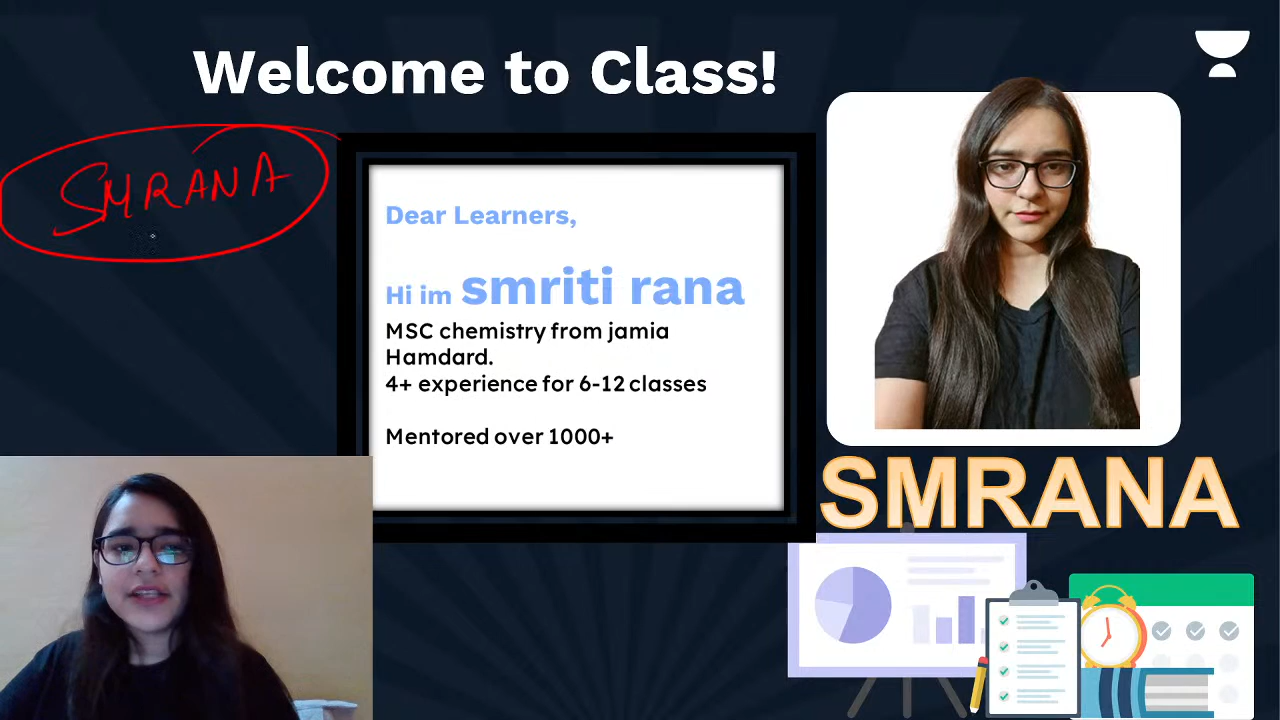 Welcome to Class!
SMRANA
Dear Learners,
Hi im smriti rana
MSC chemistry from jamia
Hamdard.
4+ experience for 6-12 classes
Mentored over 1000+
SMRANA